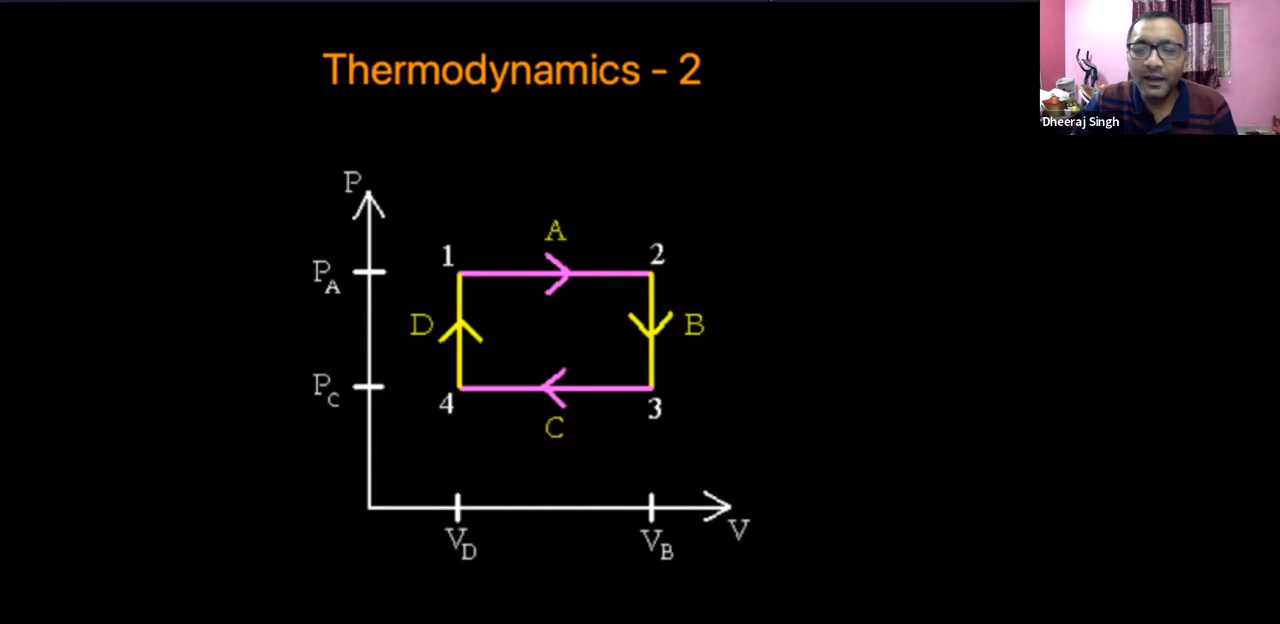 Thermodynamics - 2
Dheeraj Singh
P
A
1
2
P_A
D
B
P_C
4
3
C
V_D
V_B
V